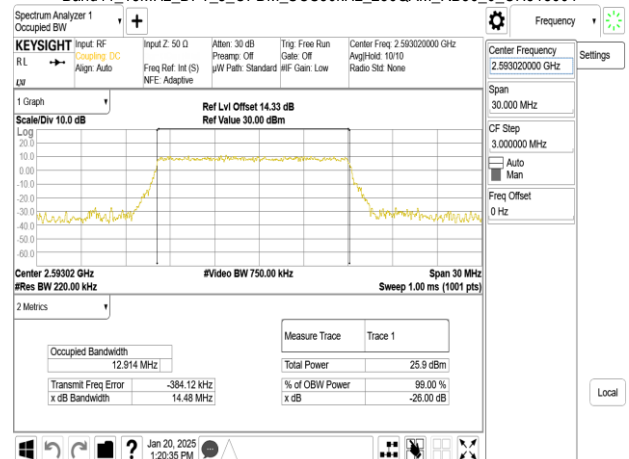 Spectrum Analyzer 1
Occupied BW
Frequency
KEYSIGHT
RL
LXI
Input: RF
Coupling: DC
Align: Auto
Input Z: 50 Ω
Freq Ref: Int (S)
NFE: Adaptive
Atten: 30 dB
Preamp: Off
µW Path: Standard
Trig: Free Run
Gate: Off
#IF Gain: Low
Center Freq: 2.593020000 GHz
Avg|Hold: 10/10
Radio Std: None
Center Frequency
2.593020000 GHz
Settings
Span
30.000 MHz
CF Step
3.000000 MHz
Auto
Man
Freq Offset
0 Hz
1 Graph
Scale/Div 10.0 dB
Ref Lvl Offset 14.33 dB
Ref Value 30.00 dBm
Log
20.0
10.0
0.00
-10.0
-20.0
-30.0
-40.0
-50.0
-60.0
Center 2.59302 GHz
#Res BW 220.00 kHz
#Video BW 750.00 kHz
Span 30 MHz
Sweep 1.00 ms (1001 pts)
2 Metrics
Measure Trace Trace 1
Occupied Bandwidth
12.914 MHz
Total Power 25.9 dBm
Transmit Freq Error -384.12 kHz
% of OBW Power 99.00 %
x dB Bandwidth 14.48 MHz
x dB -26.00 dB
Local
Jan 20, 2025
1:20:35 PM